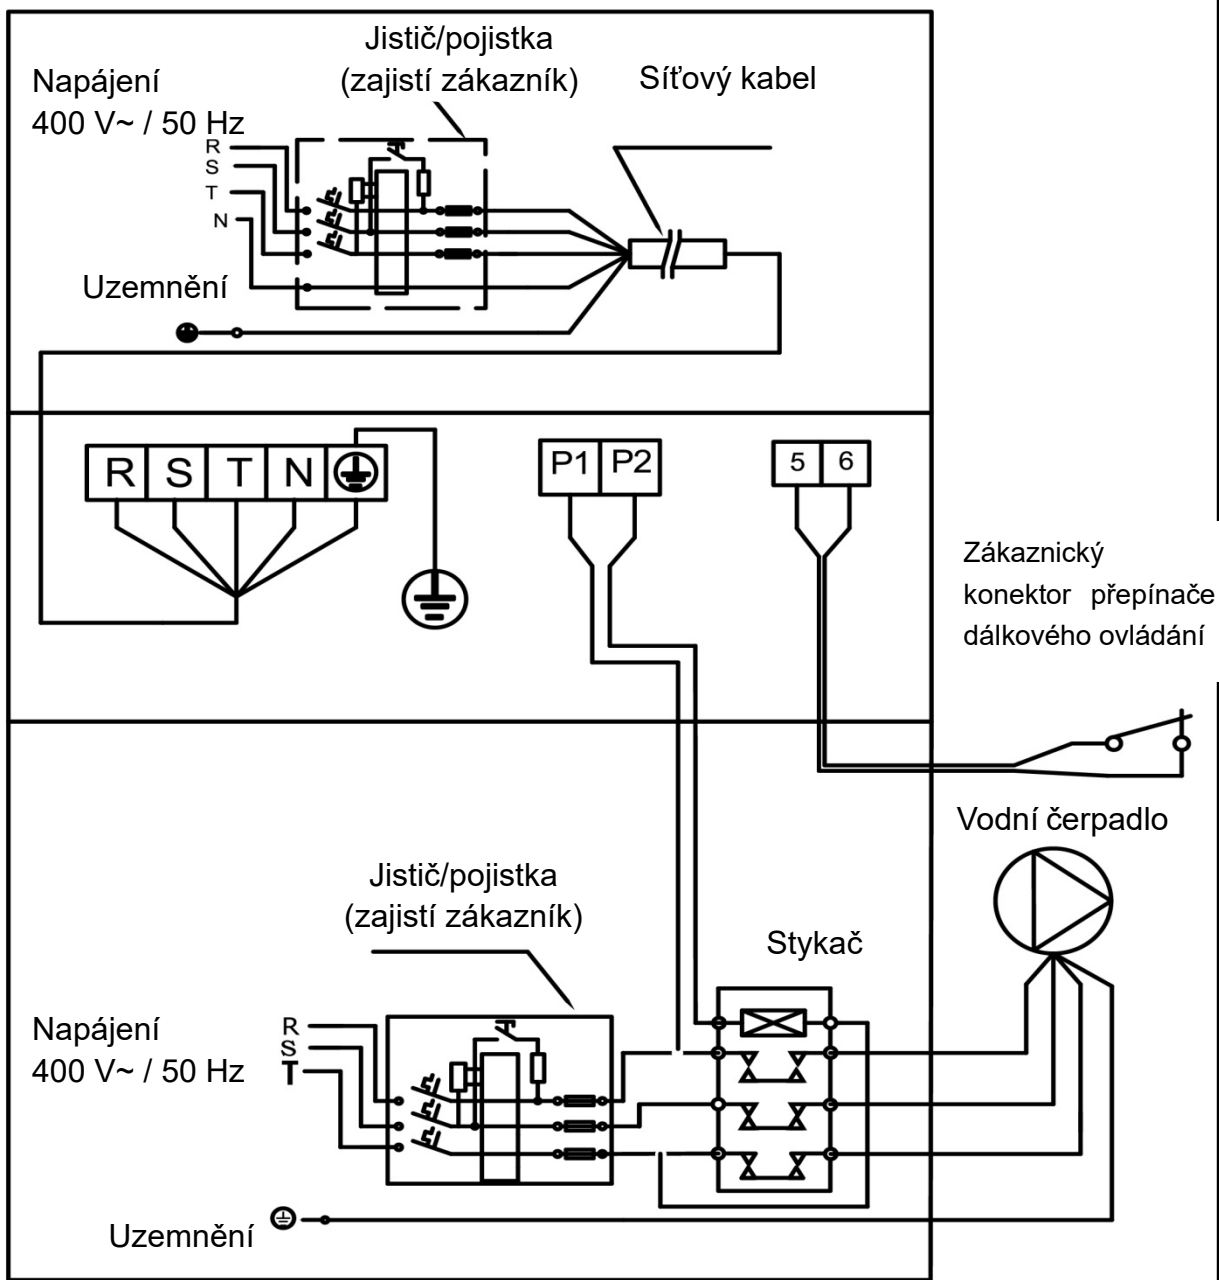 Jistič/pojistka
(zajistí zákazník)
Síťový kabel
Napájení
400 V~ / 50 Hz
R
S
T
N
Uzemnění
R S T N
P1 P2
5 6
Zákaznický
konektor přepínače
dálkového ovládání
Vodní čerpadlo
Jistič/pojistka
(zajistí zákazník)
Stykač
Napájení
400 V~ / 50 Hz
R
S
T
Uzemnění